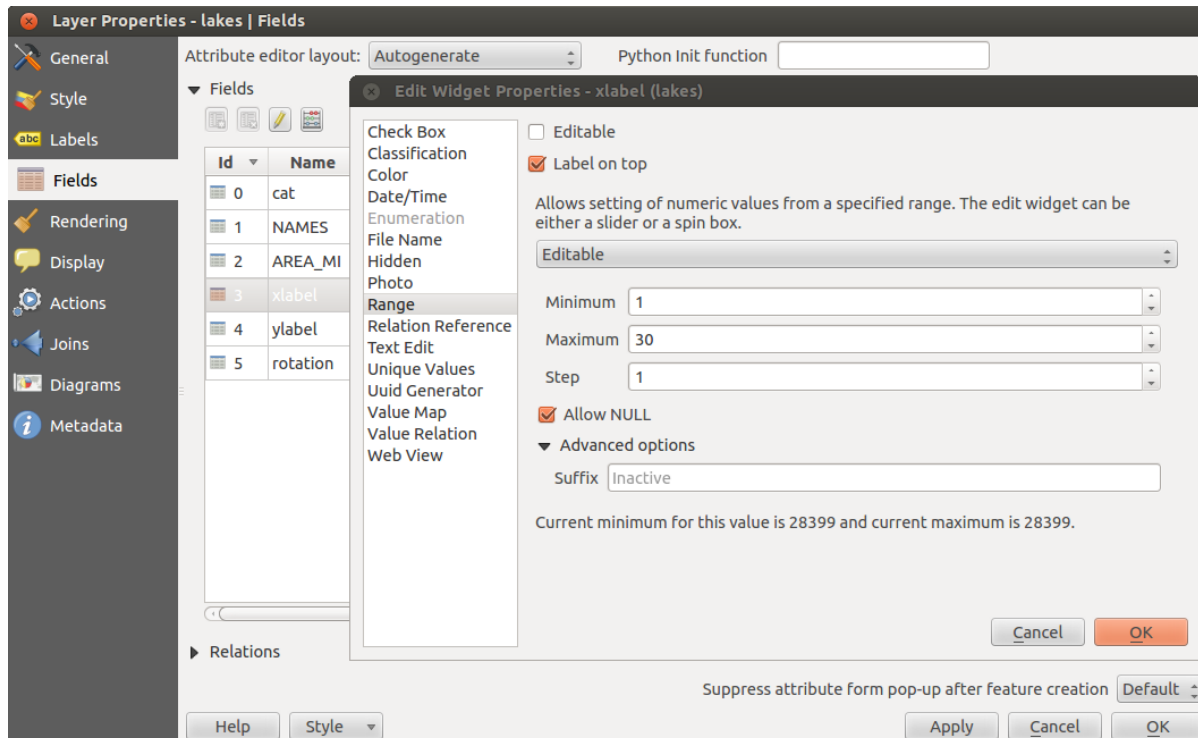 Layer Properties - lakes | Fields
General
Style
abc Labels
Fields
Rendering
Display
Actions
Joins
Diagrams
i Metadata
Attribute editor layout: Autogenerate Python Init function
Fields
Id Name
0 cat
1 NAMES
2 AREA_MI
3 xlabel
4 ylabel
5 rotation
Relations
Edit Widget Properties - xlabel (lakes)
Check Box
Classification
Color
Date/Time
Enumeration
File Name
Hidden
Photo
Range
Relation Reference
Text Edit
Unique Values
Uuid Generator
Value Map
Value Relation
Web View
Editable
Label on top
Allows setting of numeric values from a specified range. The edit widget can be
either a slider or a spin box.
Editable
Minimum 1
Maximum 30
Step 1
Allow NULL
Advanced options
Suffix Inactive
Current minimum for this value is 28399 and current maximum is 28399.
Cancel OK
Suppress attribute form pop-up after feature creation Default
Help Style Apply Cancel OK